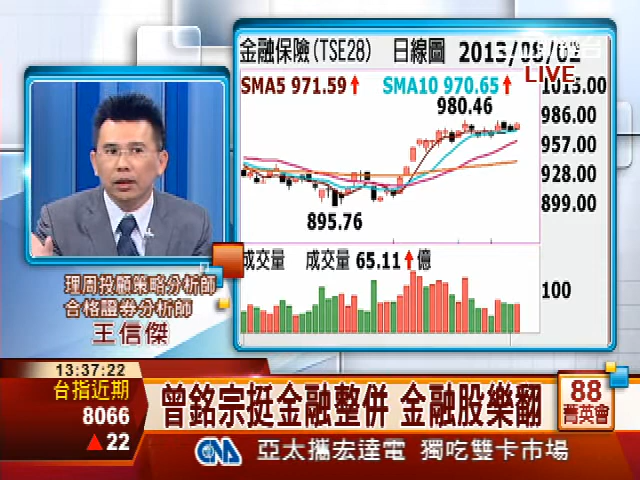 金融保險(TSE28) 日線圖 2013/08/02
LIVE
SMA5 971.59 SMA10 970.65
1015.00
980.46
986.00
957.00
928.00
899.00
895.76
成交量 成交量 65.11 億
100
理周投顧策略分析師
合格證券分析師
王信傑
13:37:22
台指近期
8066
▲22
曾銘宗挺金融整併 金融股樂翻
88
菁英會
CNA 亞太攜宏達電 獨吃雙卡市場